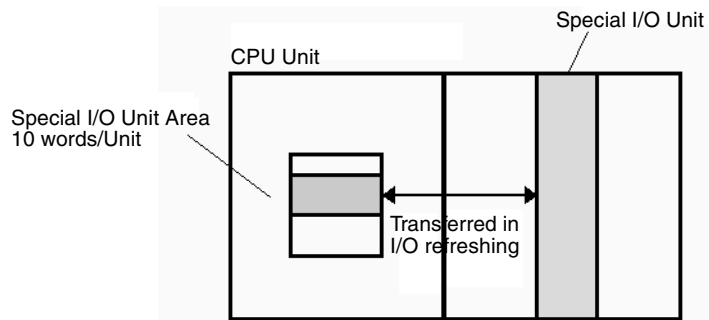 Special I/O Unit
CPU Unit
Special I/O Unit Area
10 words/Unit
Transferred in
I/O refreshing